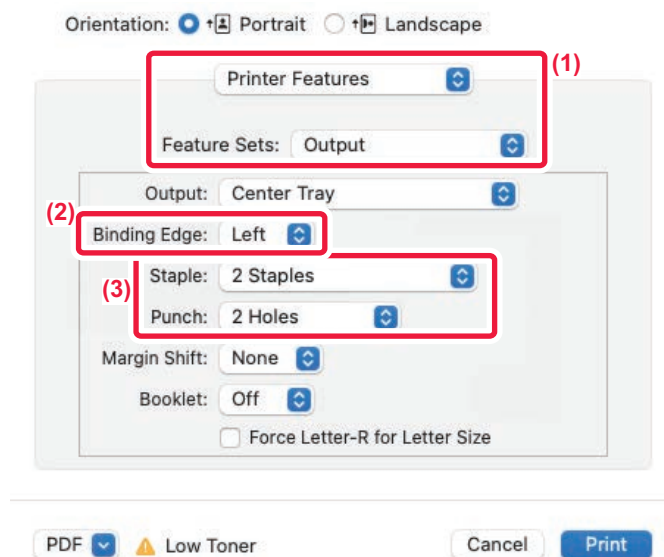 Orientation: Portrait Landscape
(1)
Printer Features
Feature Sets: Output
Output: Center Tray
(2)
Binding Edge: Left
(3)
Staple: 2 Staples
Punch: 2 Holes
Margin Shift: None
Booklet: Off
Force Letter-R for Letter Size
PDF Low Toner Cancel Print